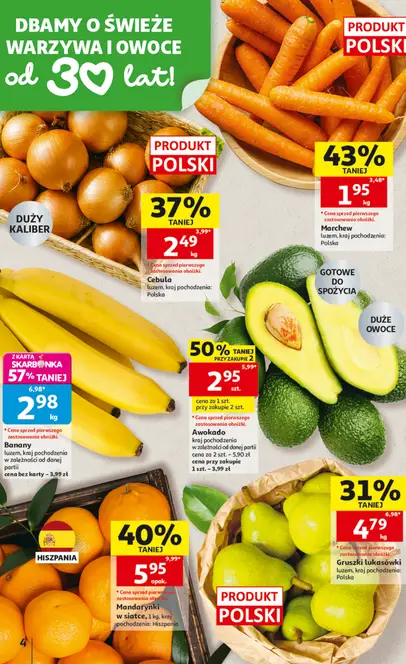 DBAMY O ŚWIEŻE
WARZYWA I OWOCE
od 30 lat!
PRODUKT
POLSKI
43%
TANIEJ
3,48*
1 95
kg
* Cena sprzed pierwszego
zastosowania obniżki.
Marchew
luzem, kraj pochodzenia:
Polska
PRODUKT
POLSKI
DUŻY
KALIBER
37%
TANIEJ
3,99*
2 49
kg
* Cena sprzed pierwszego
zastosowania obniżki.
Cebula
luzem, kraj pochodzenia:
Polska
GOTOWE
DO
SPOŻYCIA
DUŻE
OWOCE
Z KARTĄ
SKARBONKA
57% TANIEJ
6,98*
2 98
kg
* Cena sprzed pierwszego
zastosowania obniżki.
Banany
luzem, kraj pochodzenia
w zależności od danej
partii
cena bez karty – 3,99 zł
50% TANIEJ
PRZY ZAKUPIE 2
5,99*
2 95
szt.
cena za 1 szt.
przy zakupie 2 szt.
* Cena sprzed pierwszego
zastosowania obniżki.
Awokado
kraj pochodzenia
w zależności od danej partii
cena za 2 szt. – 5,90 zł
cena przy zakupie
1 szt. – 3,99 zł
HISZPANIA
40%
TANIEJ
9,99*
5 95
opak.
* Cena sprzed pierwszego
zastosowania obniżki.
Mandarynki
w siatce, 1 kg, kraj
pochodzenia: Hiszpania
31%
TANIEJ
6,99*
4 79
kg
* Cena sprzed pierwszego
zastosowania obniżki.
Gruszki lukasówki
luzem, kraj pochodzenia:
Polska
PRODUKT
POLSKI
4